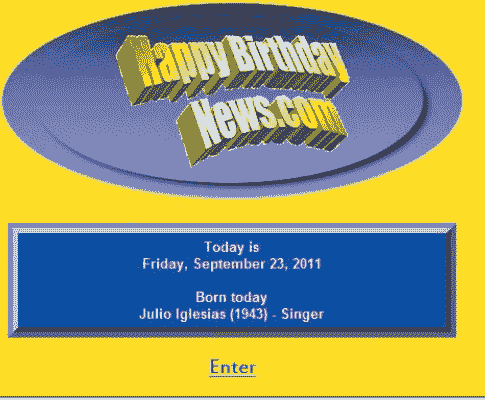 Happy Birthday
News.com
Today is
Friday, September 23, 2011
Born today
Julio Iglesias (1943) - Singer
Enter